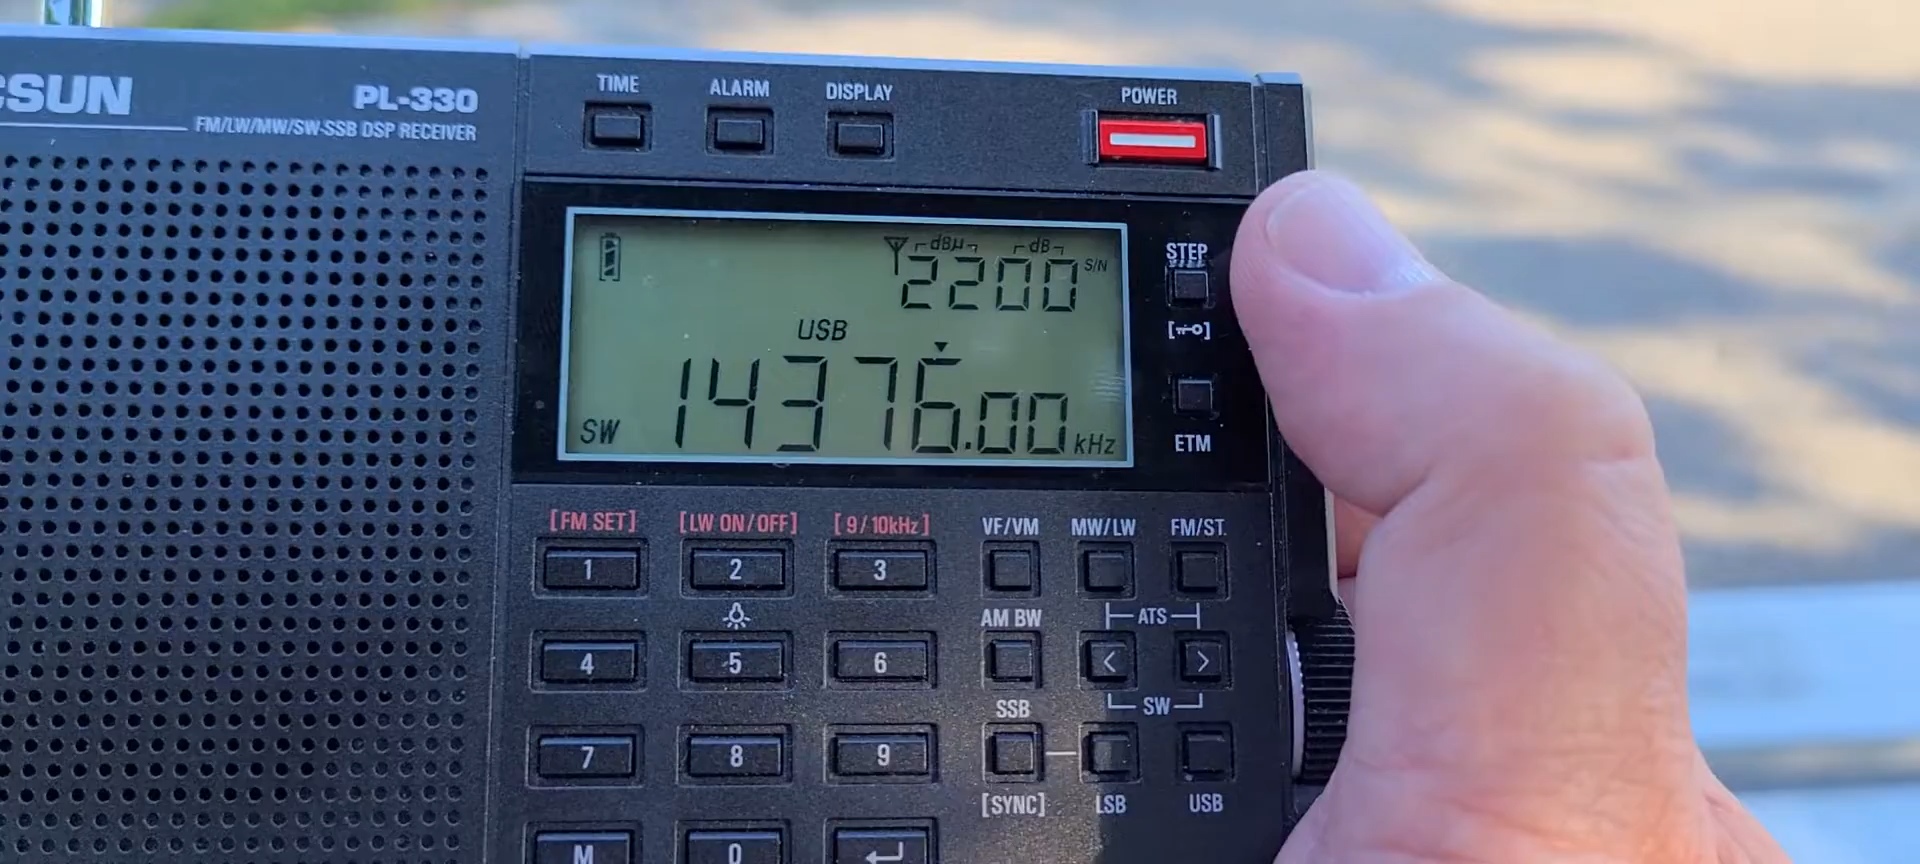 CSUN PL-330
FM/LW/MW/SW-SSB DSP RECEIVER
TIME ALARM DISPLAY POWER
dBμ dB
2200 S/N
USB
SW 14376.00 kHz
STEP
ETM
[FM SET] [LW ON/OFF] [9/10kHz] VF/VM MW/LW FM/ST.
1 2 3
AM BW ATS
4 5 6 < >
SSB SW
7 8 9
[SYNC] LSB USB
M 0